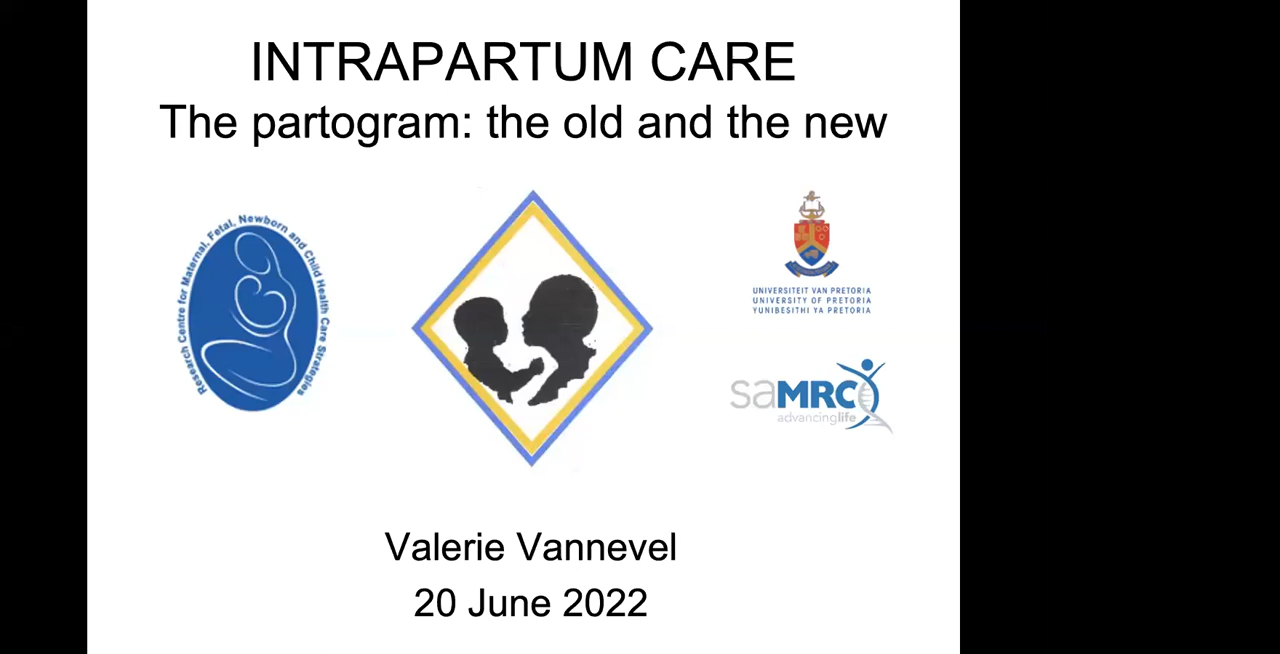 INTRAPARTUM CARE
The partogram: the old and the new
Research Centre for Maternal, Fetal, Newborn and Child Health Care Strategies
UNIVERSITEIT VAN PRETORIA
UNIVERSITY OF PRETORIA
YUNIBESITHI YA PRETORIA
saMRC
advancinglife
Valerie Vannevel
20 June 2022